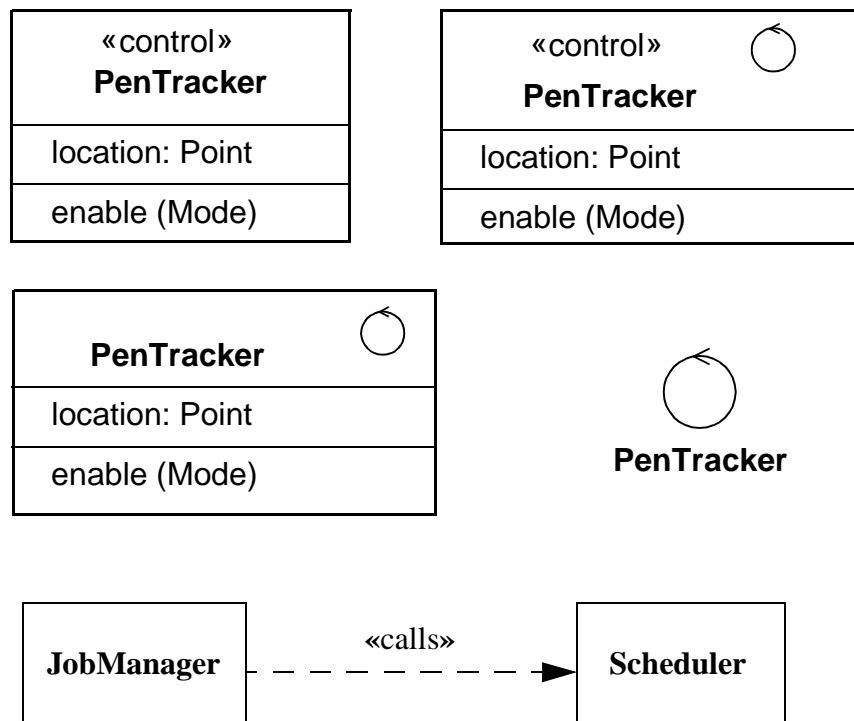 «control»
PenTracker
location: Point
enable (Mode)
«control»
PenTracker
location: Point
enable (Mode)
PenTracker
location: Point
enable (Mode)
PenTracker
JobManager
«calls»
Scheduler